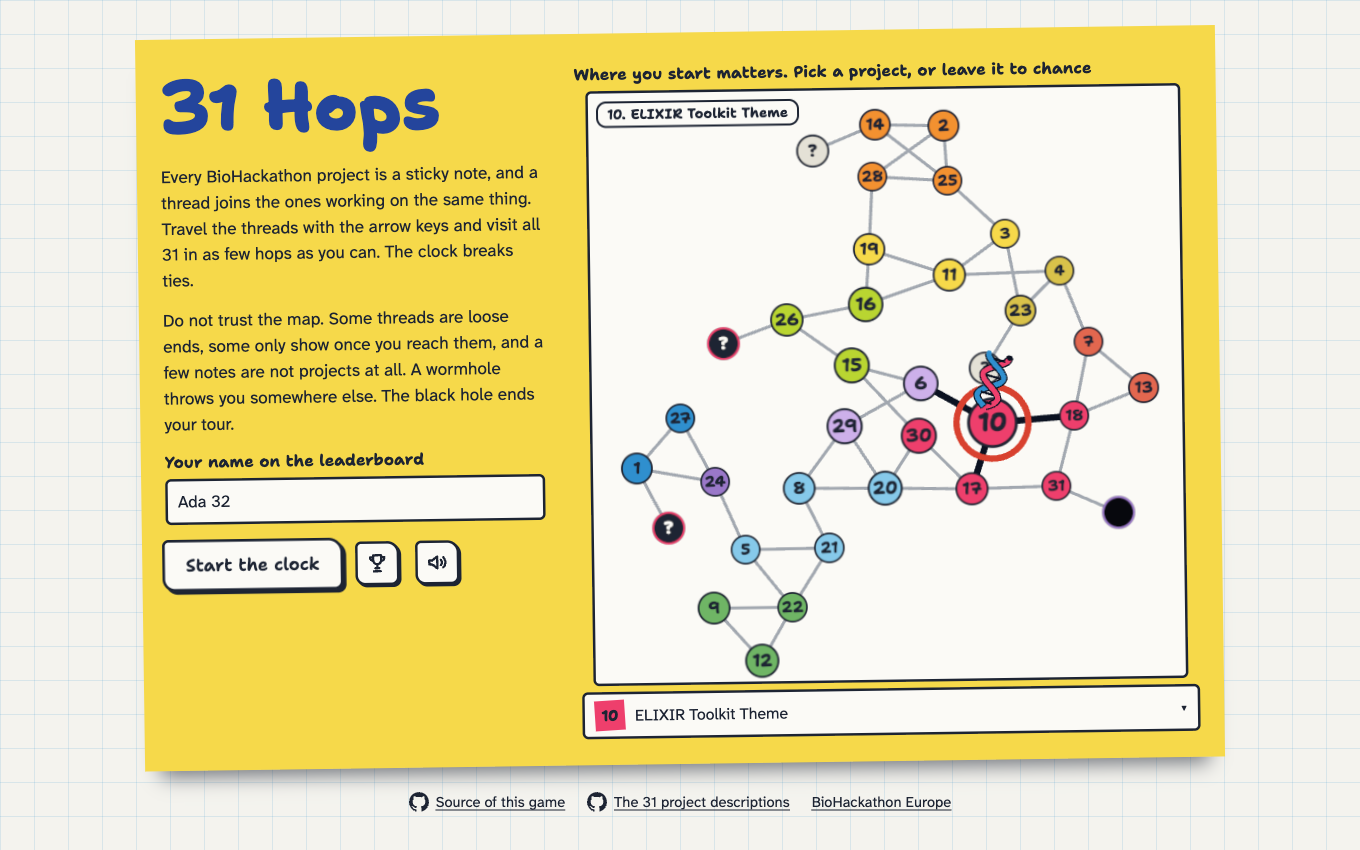 31 Hops
Every BioHackathon project is a sticky note, and a
thread joins the ones working on the same thing.
Travel the threads with the arrow keys and visit all
31 in as few hops as you can. The clock breaks
ties.
Do not trust the map. Some threads are loose
ends, some only show once you reach them, and a
few notes are not projects at all. A wormhole
throws you somewhere else. The black hole ends
your tour.
Your name on the leaderboard
Ada 32
Start the clock
Where you start matters. Pick a project, or leave it to chance
10. ELIXIR Toolkit Theme
14
2
?
28
25
3
19
11
4
16
23
26
?
7
15
6
13
27
29
30
10
18
1
24
8
20
17
31
?
5
21
9
22
12
10 ELIXIR Toolkit Theme
Source of this game
The 31 project descriptions
BioHackathon Europe